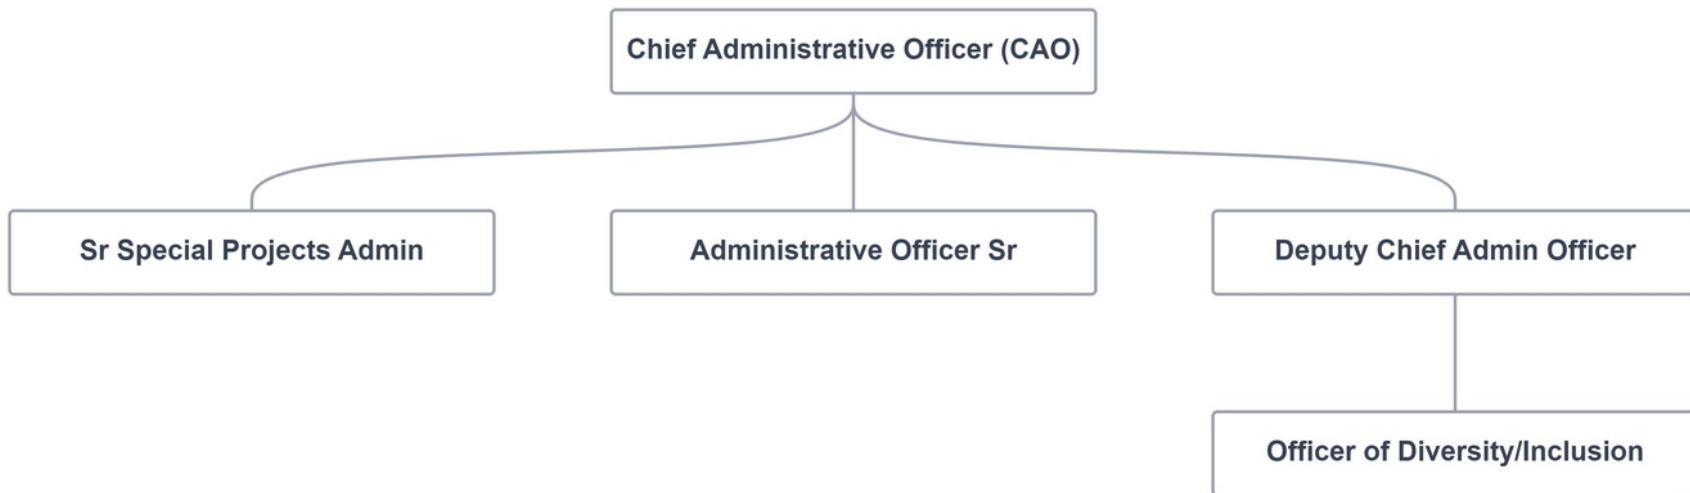 Chief Administrative Officer (CAO)
Sr Special Projects Admin
Administrative Officer Sr
Deputy Chief Admin Officer
Officer of Diversity/Inclusion